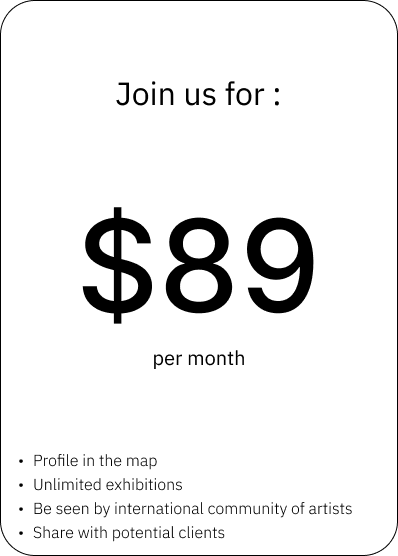 Join us for :
$89
per month
• Profile in the map
• Unlimited exhibitions
• Be seen by international community of artists
• Share with potential clients